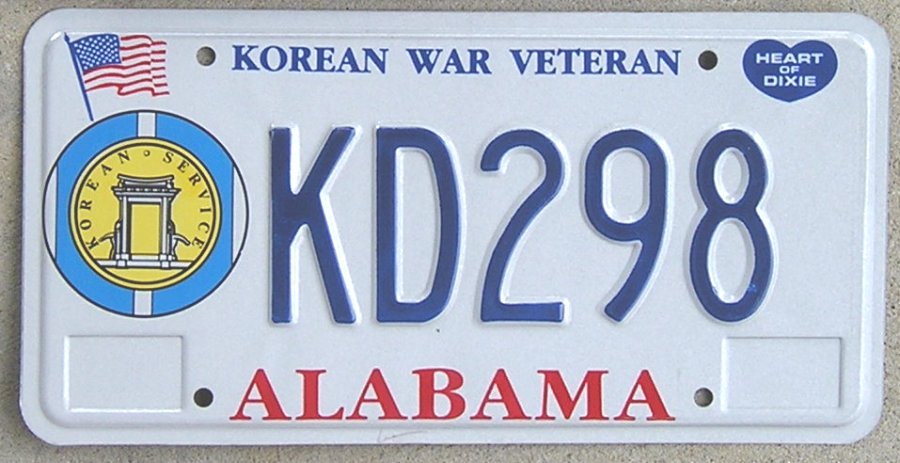 KOREAN WAR VETERAN
HEART
OF
DIXIE
KOREAN · SERVICE
KD298
ALABAMA